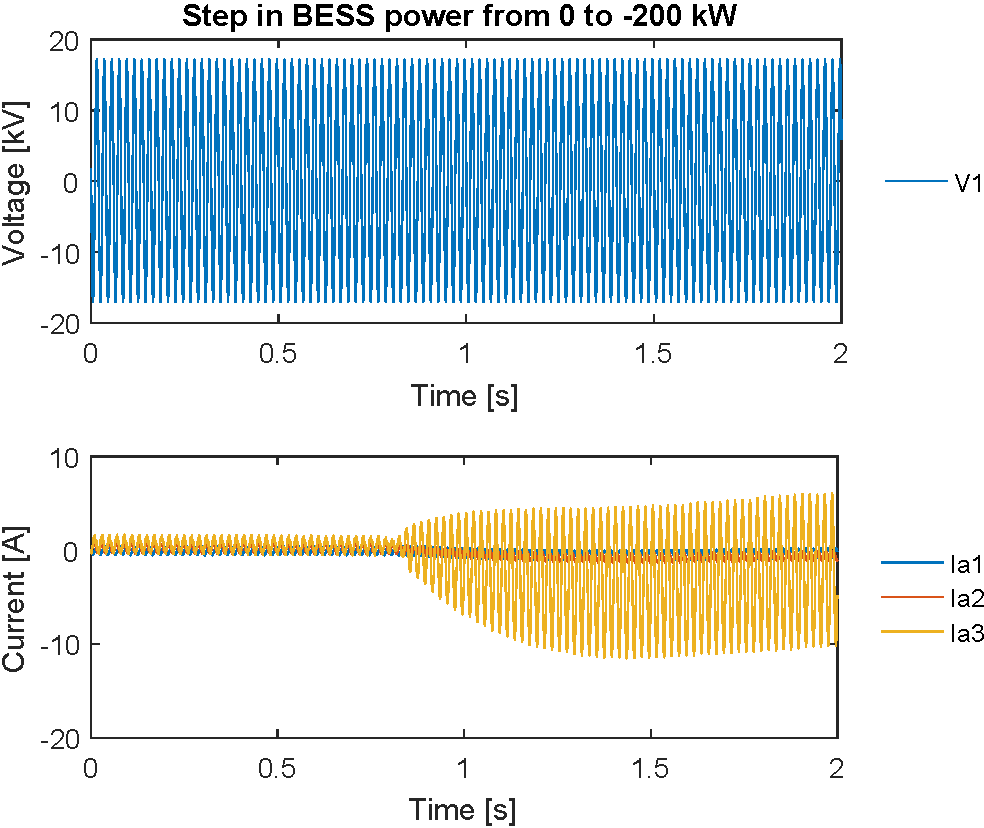 Step in BESS power from 0 to -200 kW
20
10
0
-10
-20
Voltage [kV]
0 0.5 1 1.5 2
Time [s]
V1
10
0
-10
-20
Current [A]
0 0.5 1 1.5 2
Time [s]
Ia1
Ia2
Ia3